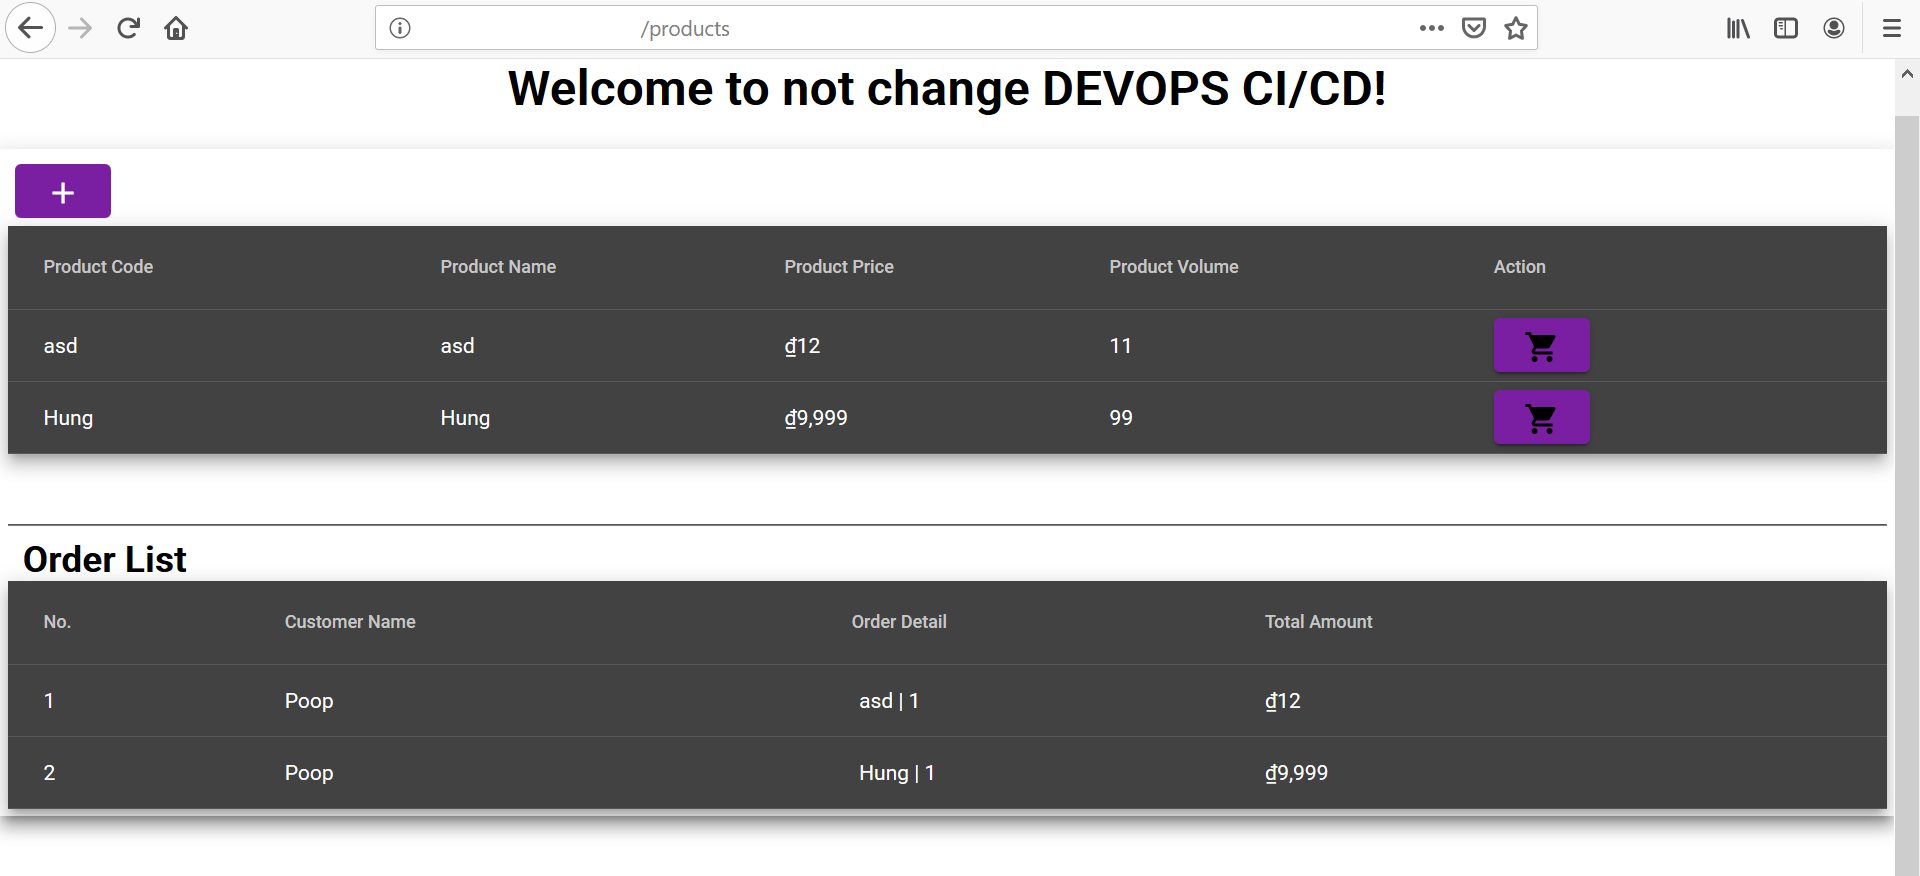 /products
Welcome to not change DEVOPS CI/CD!
+
Product Code Product Name Product Price Product Volume Action
asd asd ₫12 11
Hung Hung ₫9,999 99
Order List
No. Customer Name Order Detail Total Amount
1 Poop asd | 1 ₫12
2 Poop Hung | 1 ₫9,999